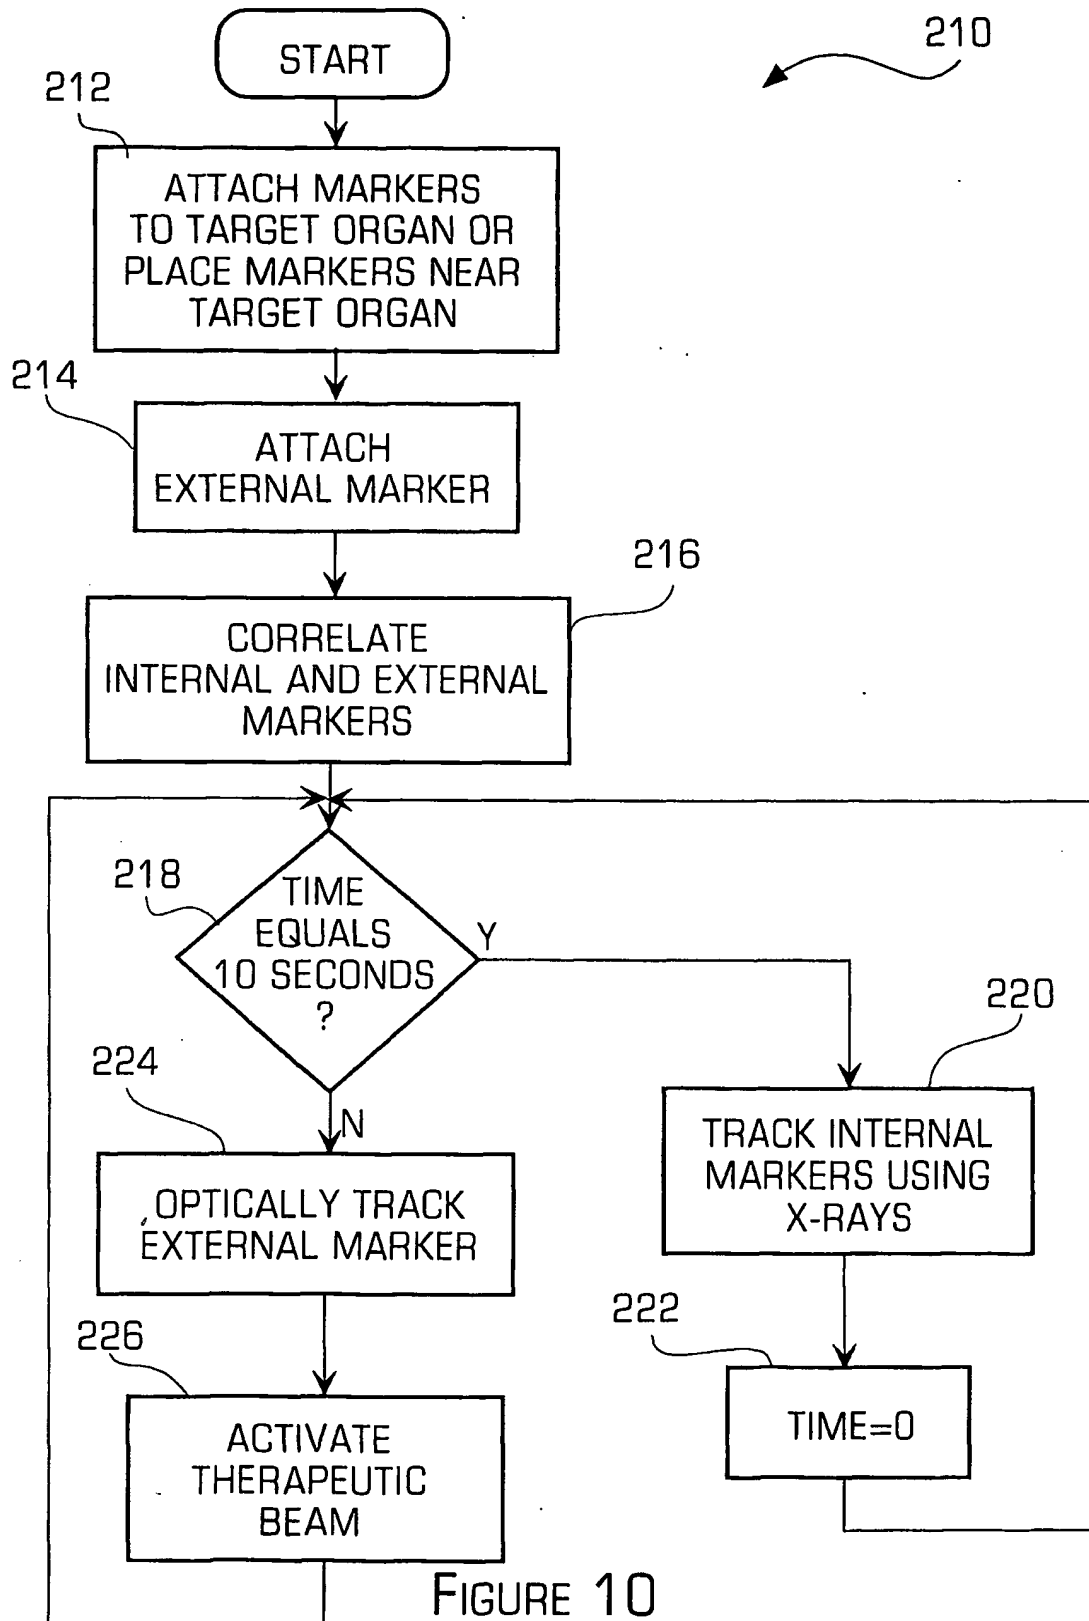 START
210
212
ATTACH MARKERS
TO TARGET ORGAN OR
PLACE MARKERS NEAR
TARGET ORGAN
214
ATTACH
EXTERNAL MARKER
216
CORRELATE
INTERNAL AND EXTERNAL
MARKERS
218
TIME
EQUALS
10 SECONDS
?
Y
N
220
TRACK INTERNAL
MARKERS USING
X-RAYS
224
OPTICALLY TRACK
EXTERNAL MARKER
222
TIME=0
226
ACTIVATE
THERAPEUTIC
BEAM
FIGURE 10